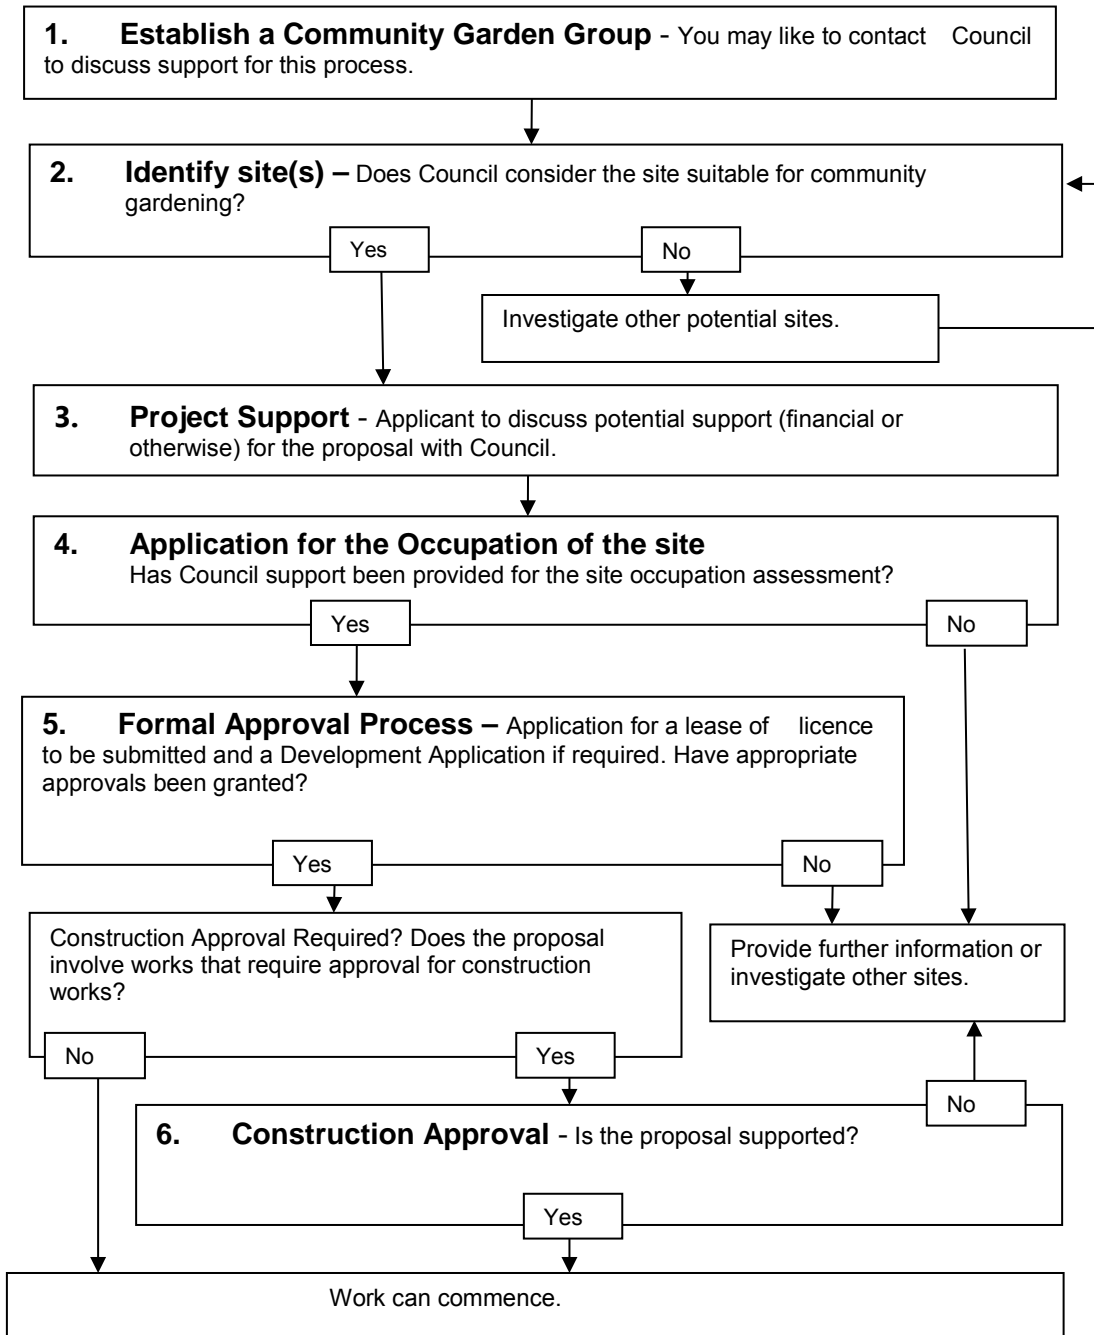 1. Establish a Community Garden Group - You may like to contact Council
to discuss support for this process.
2. Identify site(s) – Does Council consider the site suitable for community
gardening?
Yes
No
Investigate other potential sites.
3. Project Support - Applicant to discuss potential support (financial or
otherwise) for the proposal with Council.
4. Application for the Occupation of the site
Has Council support been provided for the site occupation assessment?
Yes
No
5. Formal Approval Process – Application for a lease of licence
to be submitted and a Development Application if required. Have appropriate
approvals been granted?
Yes
No
Construction Approval Required? Does the proposal
involve works that require approval for construction
works?
Provide further information or
investigate other sites.
No
Yes
No
6. Construction Approval - Is the proposal supported?
Yes
Work can commence.